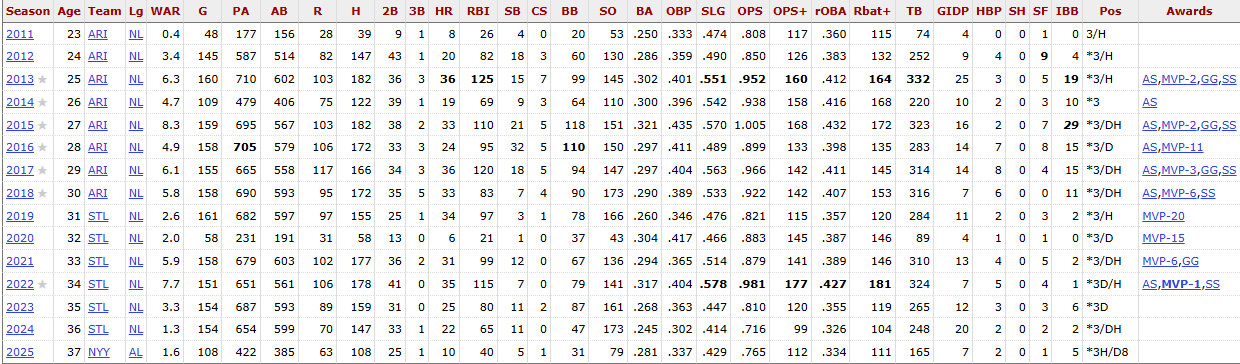 Season Age Team Lg WAR G PA AB R H 2B 3B HR RBI SB CS BB SO BA OBP SLG OPS OPS+ rOBA Rbat+ TB GIDP HBP SH SF IBB Pos Awards
2011 23 ARI NL 0.4 48 177 156 28 39 9 1 8 26 4 0 20 53 .250 .333 .474 .808 117 .360 115 74 4 0 0 1 0 3/H
2012 24 ARI NL 3.4 145 587 514 82 147 43 1 20 82 18 3 60 130 .286 .359 .490 .850 126 .383 132 252 9 4 0 9 4 *3/H
2013 ★ 25 ARI NL 6.3 160 710 602 103 182 36 3 36 125 15 7 99 145 .302 .401 .551 .952 160 .412 164 332 25 3 0 5 19 *3/H AS,MVP-2,GG,SS
2014 ★ 26 ARI NL 4.7 109 479 406 75 122 39 1 19 69 9 3 64 110 .300 .396 .542 .938 158 .416 168 220 10 2 0 3 10 *3 AS
2015 ★ 27 ARI NL 8.3 159 695 567 103 182 38 2 33 110 21 5 118 151 .321 .435 .570 1.005 168 .432 172 323 16 2 0 7 29 *3/DH AS,MVP-2,GG,SS
2016 ★ 28 ARI NL 4.9 158 705 579 106 172 33 3 24 95 32 5 110 150 .297 .411 .489 .899 133 .398 135 283 14 7 0 8 15 *3/D AS,MVP-11
2017 ★ 29 ARI NL 6.1 155 665 558 117 166 34 3 36 120 18 5 94 147 .297 .404 .563 .966 142 .411 145 314 14 8 0 4 15 *3/DH AS,MVP-3,GG,SS
2018 ★ 30 ARI NL 5.8 158 690 593 95 172 35 5 33 83 7 4 90 173 .290 .389 .533 .922 142 .407 153 316 7 6 0 0 11 *3/DH AS,MVP-6,SS
2019 31 STL NL 2.6 161 682 597 97 155 25 1 34 97 3 1 78 166 .260 .346 .476 .821 115 .357 120 284 11 2 0 3 2 *3/H MVP-20
2020 32 STL NL 2.0 58 231 191 31 58 13 0 6 21 1 0 37 43 .304 .417 .466 .883 145 .387 146 89 4 1 0 1 0 *3/D MVP-15
2021 33 STL NL 5.9 158 679 603 102 177 36 2 31 99 12 0 67 136 .294 .365 .514 .879 141 .389 146 310 13 4 0 5 2 *3/DH MVP-6,GG
2022 ★ 34 STL NL 7.7 151 651 561 106 178 41 0 35 115 7 0 79 141 .317 .404 .578 .981 177 .427 181 324 7 5 0 4 1 *3D/H AS,MVP-1,SS
2023 35 STL NL 3.3 154 687 593 89 159 31 0 25 80 11 2 87 161 .268 .363 .447 .810 120 .355 119 265 12 3 0 3 6 *3D
2024 36 STL NL 1.3 154 654 599 70 147 33 1 22 65 11 0 47 173 .245 .302 .414 .716 99 .326 104 248 20 2 0 2 2 *3/DH
2025 37 NYY AL 1.6 108 422 385 63 108 21 1 10 40 5 1 31 79 .281 .337 .429 .765 112 .334 111 165 7 2 0 1 5 *3H/D8